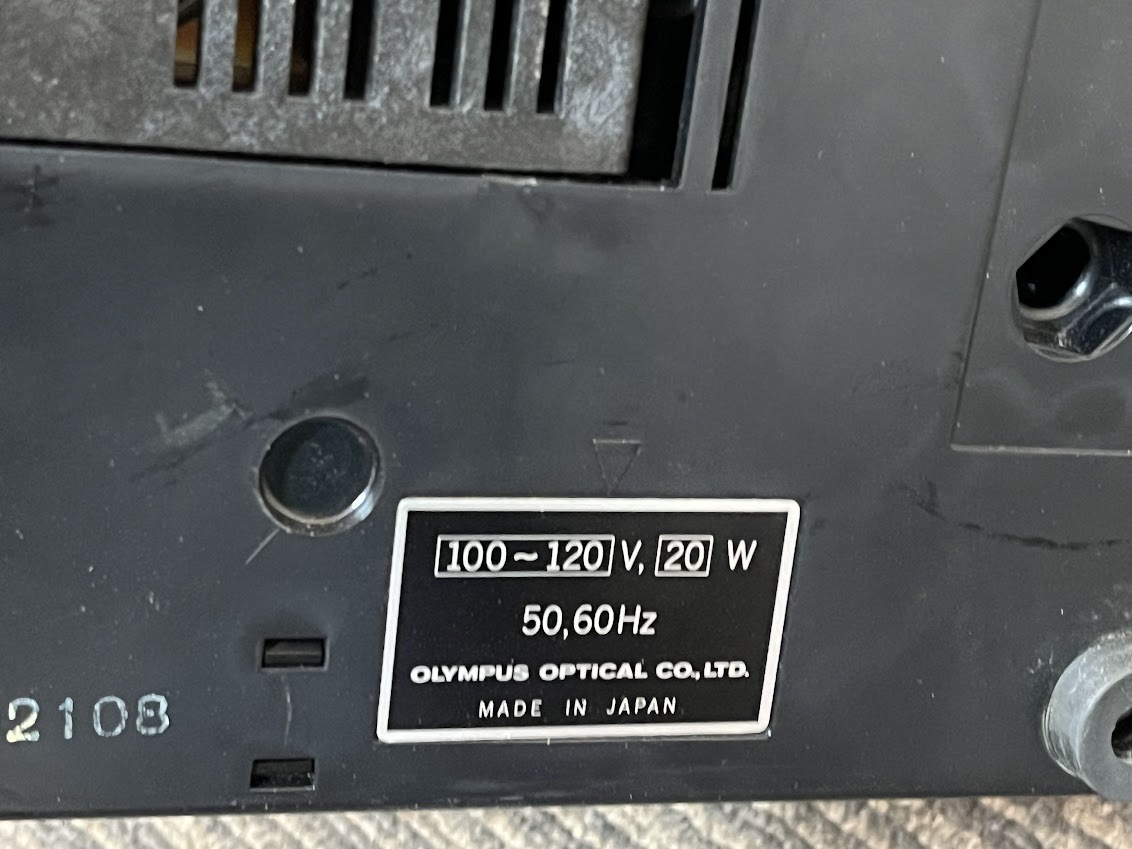 100~120 V, 20 W
50,60Hz
OLYMPUS OPTICAL CO., LTD.
MADE IN JAPAN
2108